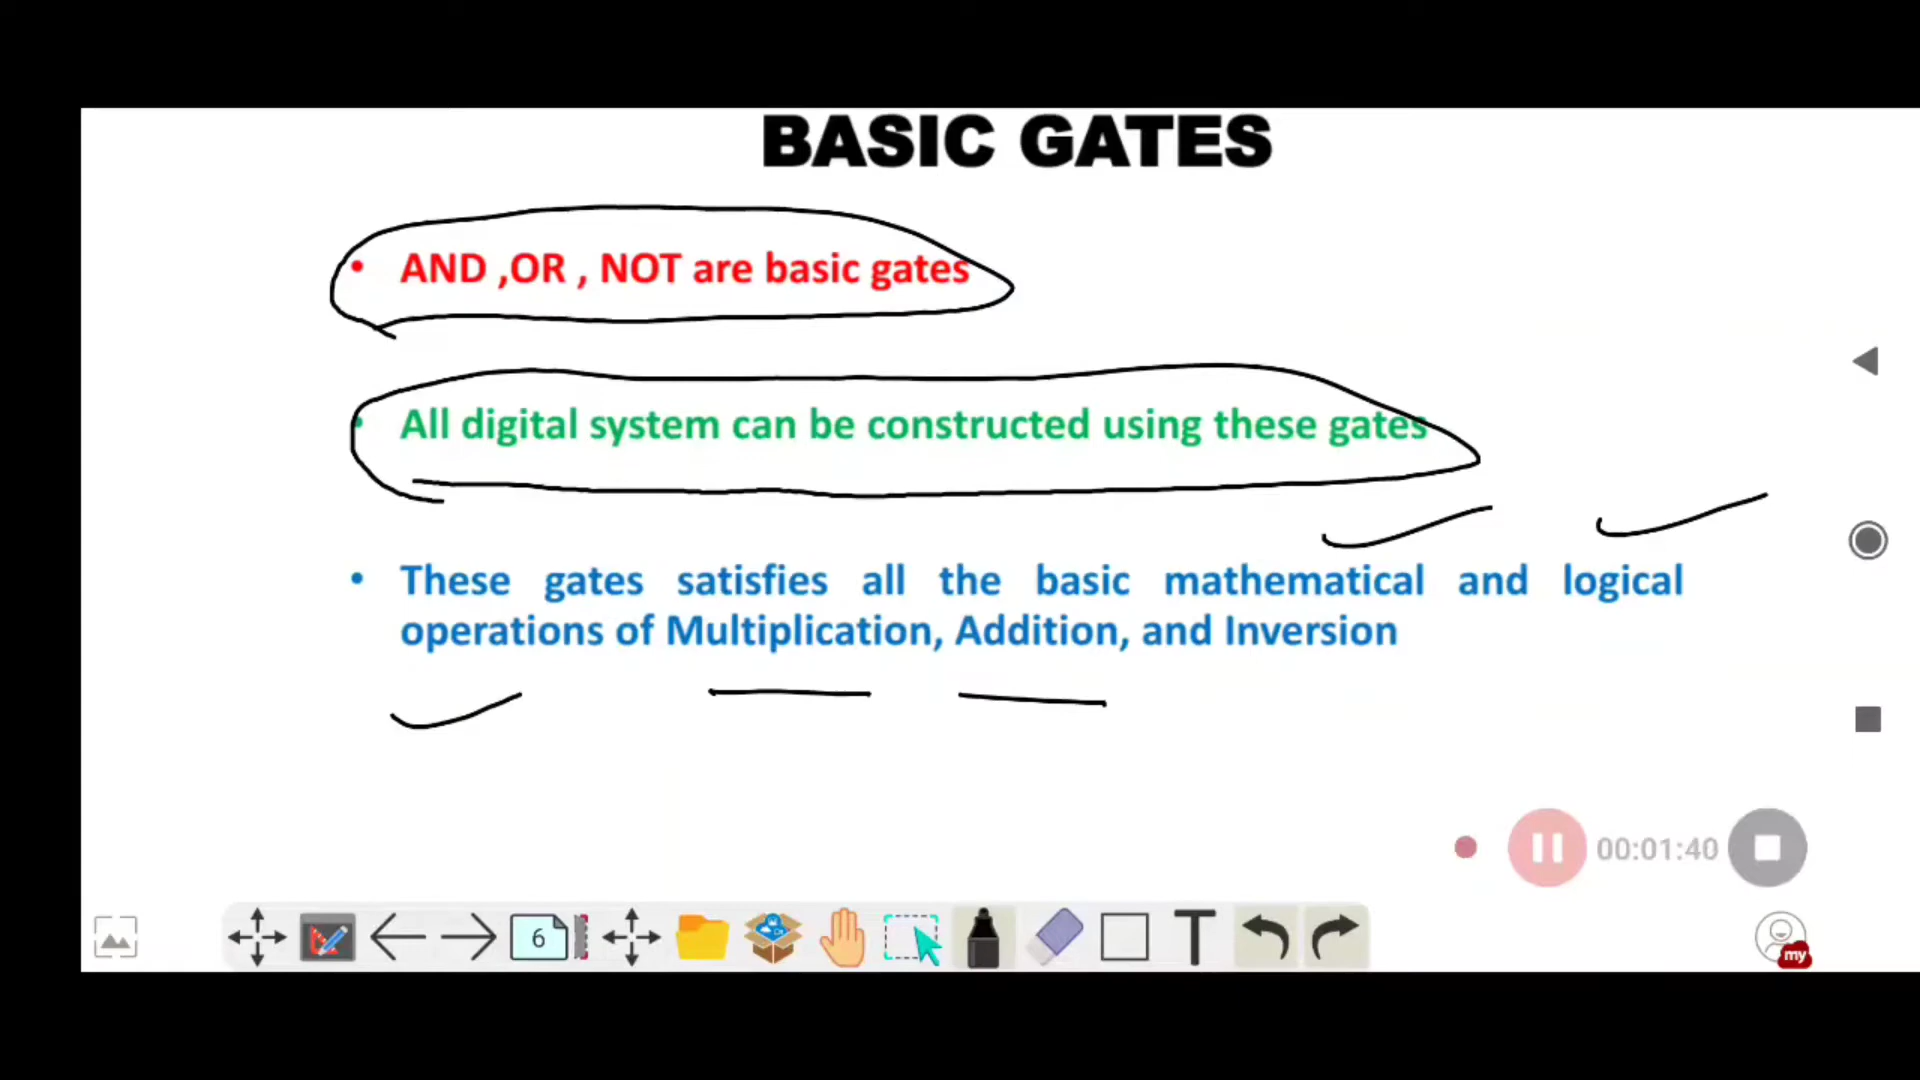 BASIC GATES
• AND ,OR , NOT are basic gates
• All digital system can be constructed using these gates
• These gates satisfies all the basic mathematical and logical
operations of Multiplication, Addition, and Inversion
00:01:40
6
T
my